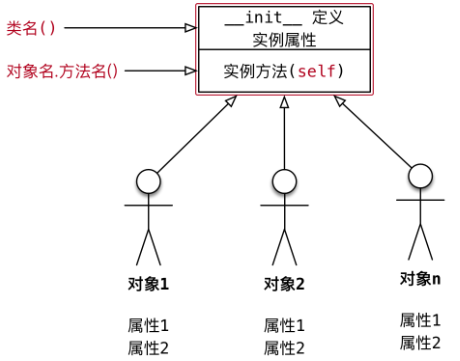 类名()
__init__ 定义
实例属性
对象名.方法名()
实例方法(self)
对象1
对象2
对象n
属性1
属性2
属性1
属性2
属性1
属性2